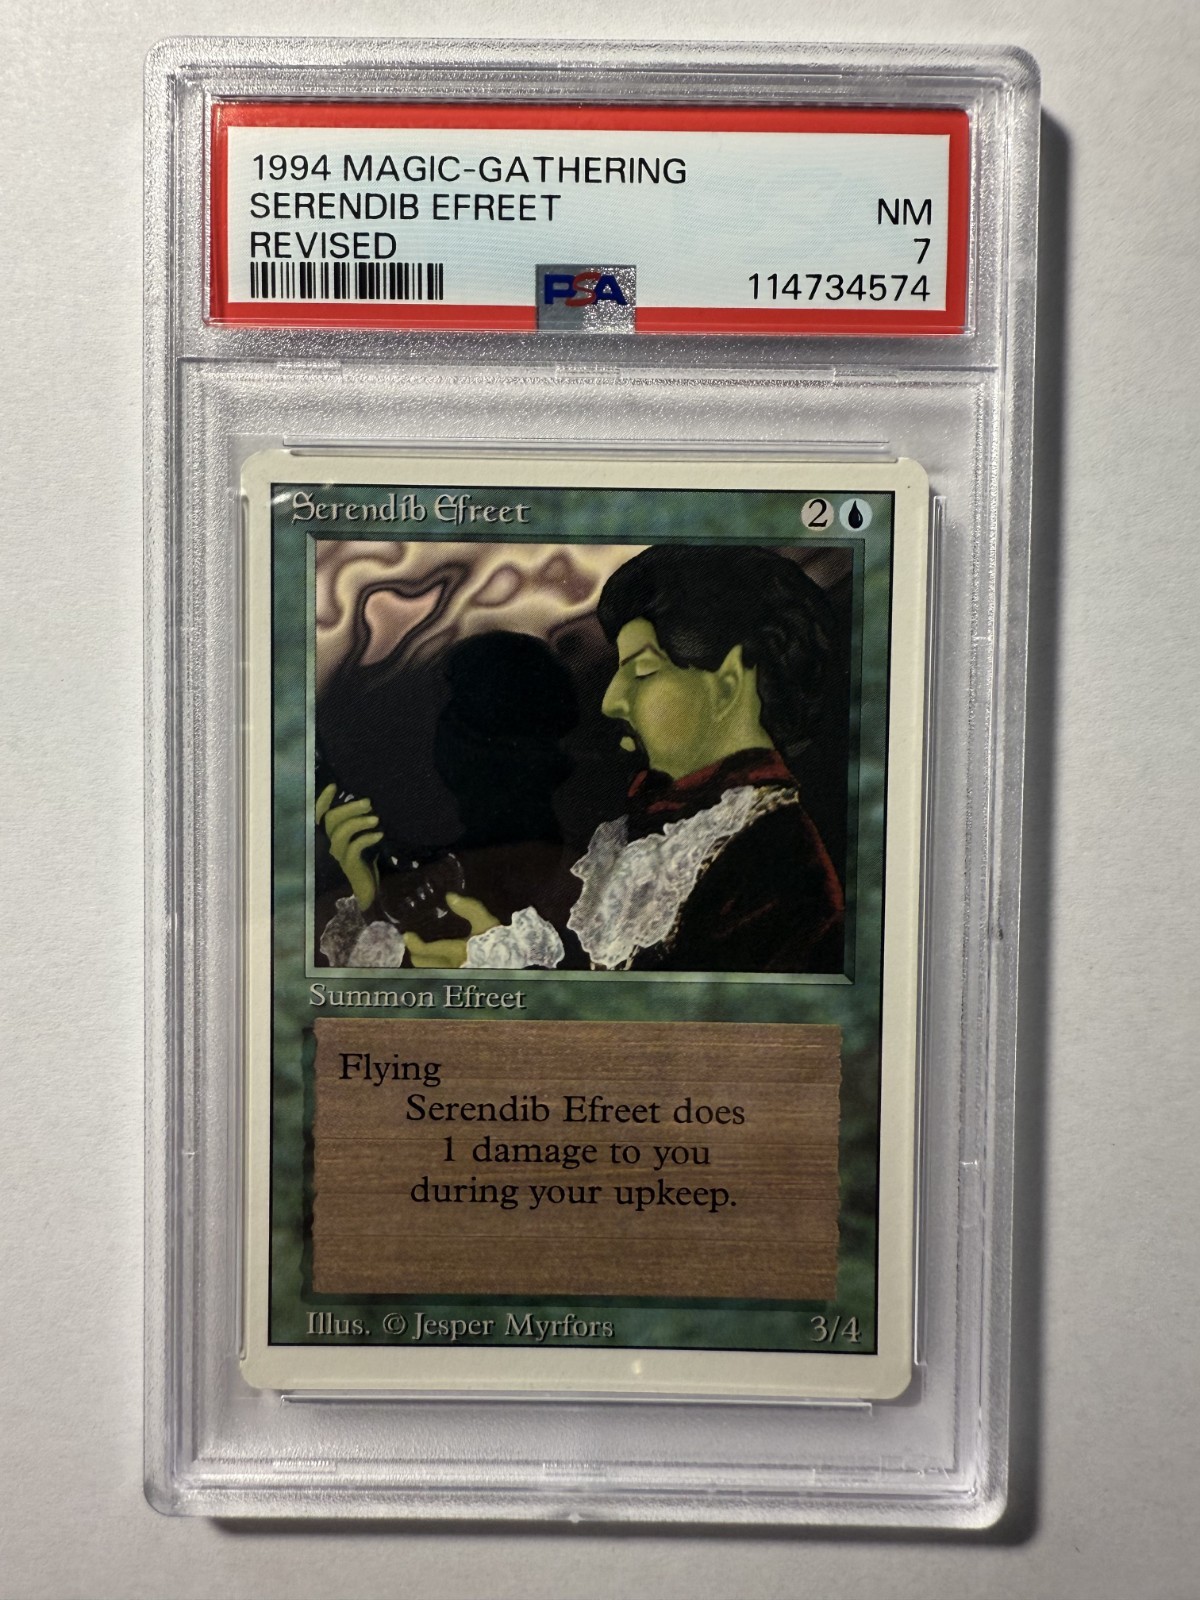 1994 MAGIC-GATHERING
SERENDIB EFREET
NM
REVISED
7
PSA
114734574
Serendib Efreet
2
Summon Efreet
Flying
Serendib Efreet does
1 damage to you
during your upkeep.
Illus. © Jesper Myrfors
3/4